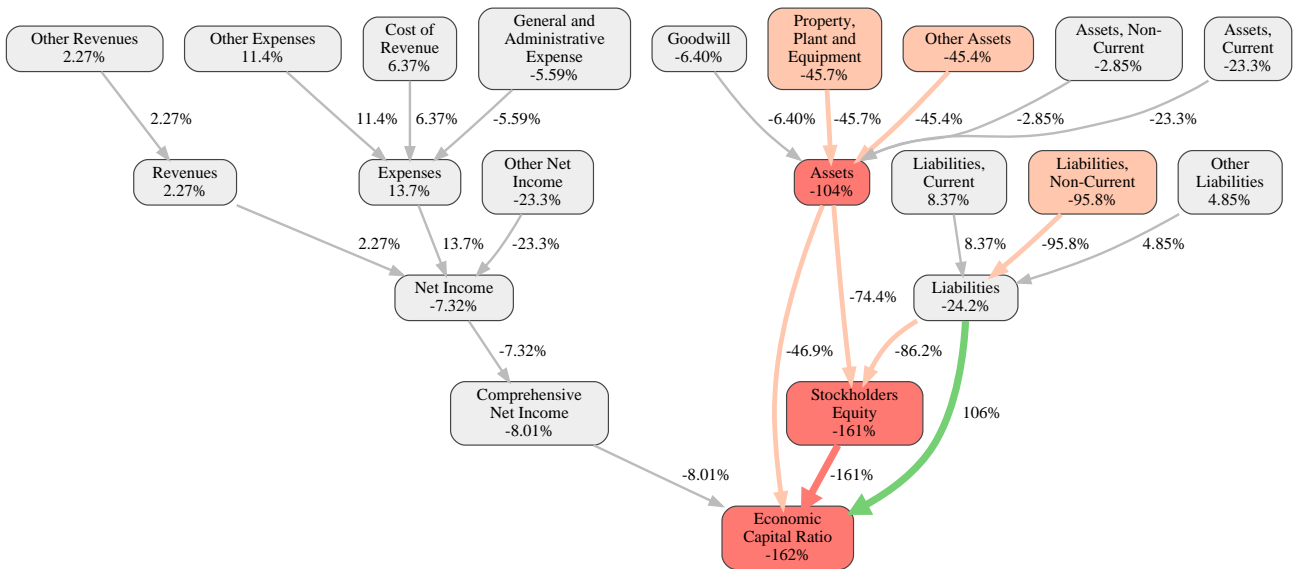 Other Revenues
2.27%
Other Expenses
11.4%
Cost of
Revenue
6.37%
General and
Administrative
Expense
-5.59%
Goodwill
-6.40%
Property,
Plant and
Equipment
-45.7%
Other Assets
-45.4%
Assets, Non-
Current
-2.85%
Assets,
Current
-23.3%
2.27%
11.4%
6.37%
-5.59%
-6.40%
-45.7%
-45.4%
-2.85%
-23.3%
Revenues
2.27%
Expenses
13.7%
Other Net
Income
-23.3%
Assets
-104%
Liabilities,
Current
8.37%
Liabilities,
Non-Current
-95.8%
Other
Liabilities
4.85%
2.27%
13.7%
-23.3%
8.37%
-95.8%
4.85%
Net Income
-7.32%
-74.4%
Liabilities
-24.2%
-7.32%
-46.9%
-86.2%
Comprehensive
Net Income
-8.01%
Stockholders
Equity
-161%
106%
-8.01%
-161%
Economic
Capital Ratio
-162%